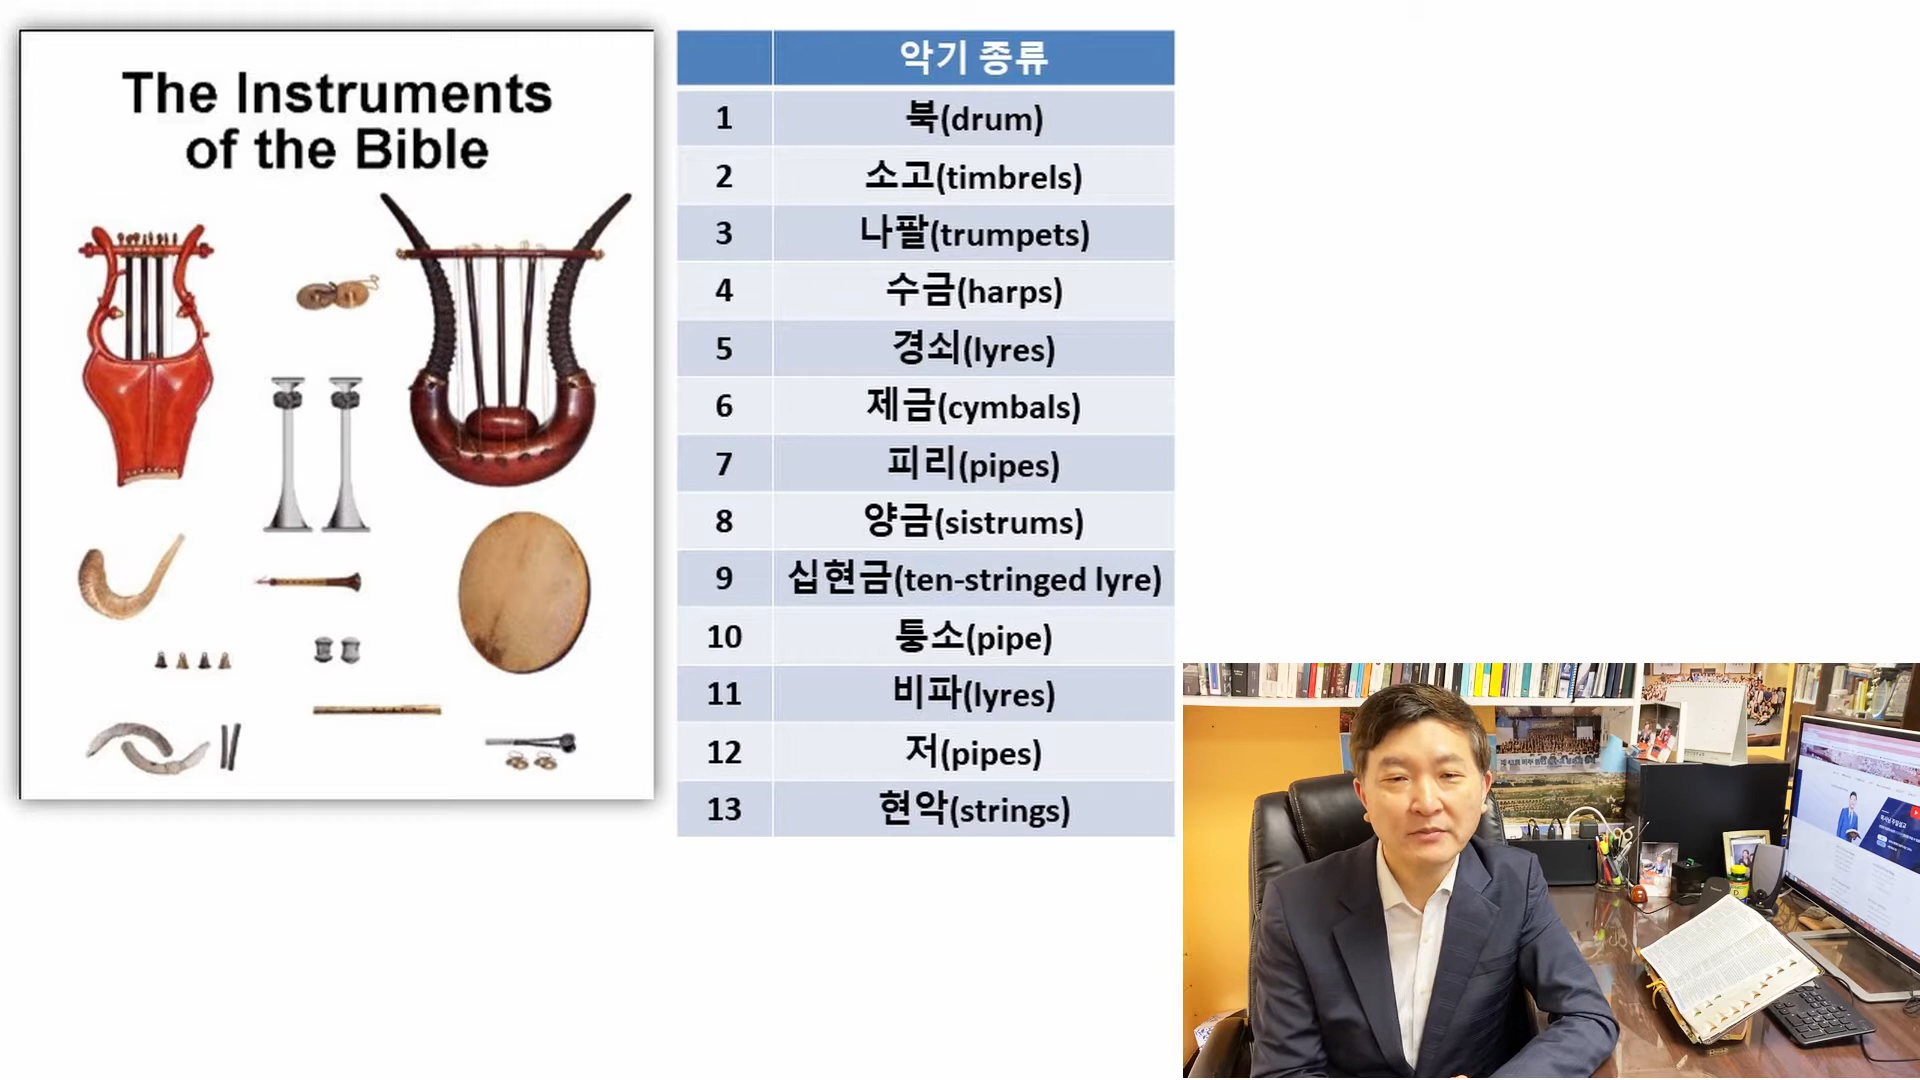 The Instruments
of the Bible
악기 종류
1 북(drum)
2 소고(timbrels)
3 나팔(trumpets)
4 수금(harps)
5 경쇠(lyres)
6 제금(cymbals)
7 피리(pipes)
8 양금(sistrums)
9 십현금(ten-stringed lyre)
10 퉁소(pipe)
11 비파(lyres)
12 저(pipes)
13 현악(strings)